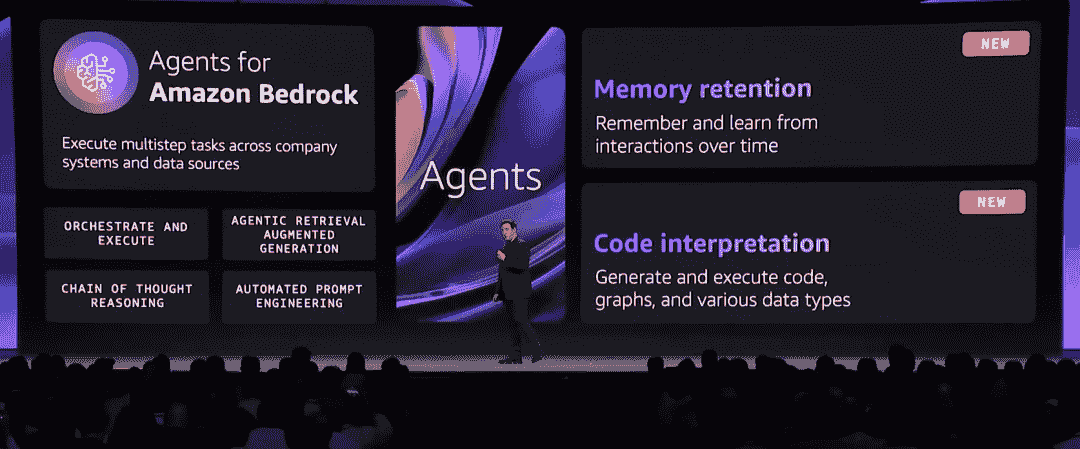 Agents for
Amazon Bedrock
Execute multistep tasks across company
systems and data sources
ORCHESTRATE AND
EXECUTE
AGENTIC RETRIEVAL
AUGMENTED
GENERATION
CHAIN OF THOUGHT
REASONING
AUTOMATED PROMPT
ENGINEERING
Agents
NEW
Memory retention
Remember and learn from
interactions over time
NEW
Code interpretation
Generate and execute code,
graphs, and various data types